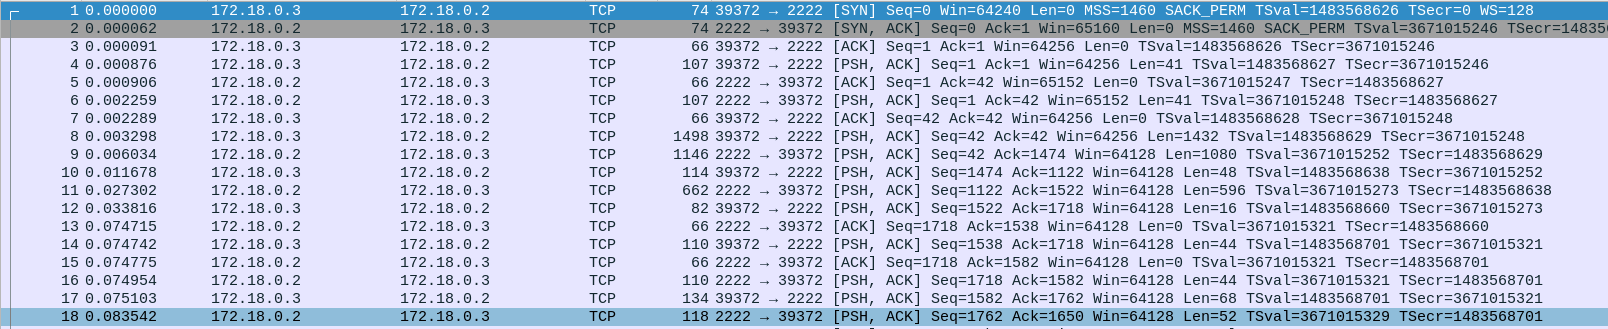 1 0.000000 172.18.0.3 172.18.0.2 TCP 74 39372 → 2222 [SYN] Seq=0 Win=64240 Len=0 MSS=1460 SACK_PERM TSval=1483568626 TSecr=0 WS=128
2 0.000062 172.18.0.2 172.18.0.3 TCP 74 2222 → 39372 [SYN, ACK] Seq=0 Ack=1 Win=65160 Len=0 MSS=1460 SACK_PERM TSval=3671015246 TSecr=14835
3 0.000091 172.18.0.3 172.18.0.2 TCP 66 39372 → 2222 [ACK] Seq=1 Ack=1 Win=64256 Len=0 TSval=1483568626 TSecr=3671015246
4 0.000876 172.18.0.3 172.18.0.2 TCP 107 39372 → 2222 [PSH, ACK] Seq=1 Ack=1 Win=64256 Len=41 TSval=1483568627 TSecr=3671015246
5 0.000906 172.18.0.2 172.18.0.3 TCP 66 2222 → 39372 [ACK] Seq=1 Ack=42 Win=65152 Len=0 TSval=3671015247 TSecr=1483568627
6 0.002259 172.18.0.2 172.18.0.3 TCP 107 2222 → 39372 [PSH, ACK] Seq=1 Ack=42 Win=65152 Len=41 TSval=3671015248 TSecr=1483568627
7 0.002289 172.18.0.3 172.18.0.2 TCP 66 39372 → 2222 [ACK] Seq=42 Ack=42 Win=64256 Len=0 TSval=1483568628 TSecr=3671015248
8 0.003298 172.18.0.3 172.18.0.2 TCP 1498 39372 → 2222 [PSH, ACK] Seq=42 Ack=42 Win=64256 Len=1432 TSval=1483568629 TSecr=3671015248
9 0.006034 172.18.0.2 172.18.0.3 TCP 1146 2222 → 39372 [PSH, ACK] Seq=42 Ack=1474 Win=64128 Len=1080 TSval=3671015252 TSecr=1483568629
10 0.011678 172.18.0.3 172.18.0.2 TCP 114 39372 → 2222 [PSH, ACK] Seq=1474 Ack=1122 Win=64128 Len=48 TSval=1483568638 TSecr=3671015252
11 0.027302 172.18.0.2 172.18.0.3 TCP 662 2222 → 39372 [PSH, ACK] Seq=1122 Ack=1522 Win=64128 Len=596 TSval=3671015273 TSecr=1483568638
12 0.033816 172.18.0.3 172.18.0.2 TCP 82 39372 → 2222 [PSH, ACK] Seq=1522 Ack=1718 Win=64128 Len=16 TSval=1483568660 TSecr=3671015273
13 0.074715 172.18.0.2 172.18.0.3 TCP 66 2222 → 39372 [ACK] Seq=1718 Ack=1538 Win=64128 Len=0 TSval=3671015321 TSecr=1483568660
14 0.074742 172.18.0.3 172.18.0.2 TCP 110 39372 → 2222 [PSH, ACK] Seq=1538 Ack=1718 Win=64128 Len=44 TSval=1483568701 TSecr=3671015321
15 0.074775 172.18.0.2 172.18.0.3 TCP 66 2222 → 39372 [ACK] Seq=1718 Ack=1582 Win=64128 Len=0 TSval=3671015321 TSecr=1483568701
16 0.074954 172.18.0.2 172.18.0.3 TCP 110 2222 → 39372 [PSH, ACK] Seq=1718 Ack=1582 Win=64128 Len=44 TSval=3671015321 TSecr=1483568701
17 0.075103 172.18.0.3 172.18.0.2 TCP 134 39372 → 2222 [PSH, ACK] Seq=1582 Ack=1762 Win=64128 Len=68 TSval=1483568701 TSecr=3671015321
18 0.083542 172.18.0.2 172.18.0.3 TCP 118 2222 → 39372 [PSH, ACK] Seq=1762 Ack=1650 Win=64128 Len=52 TSval=3671015329 TSecr=1483568701